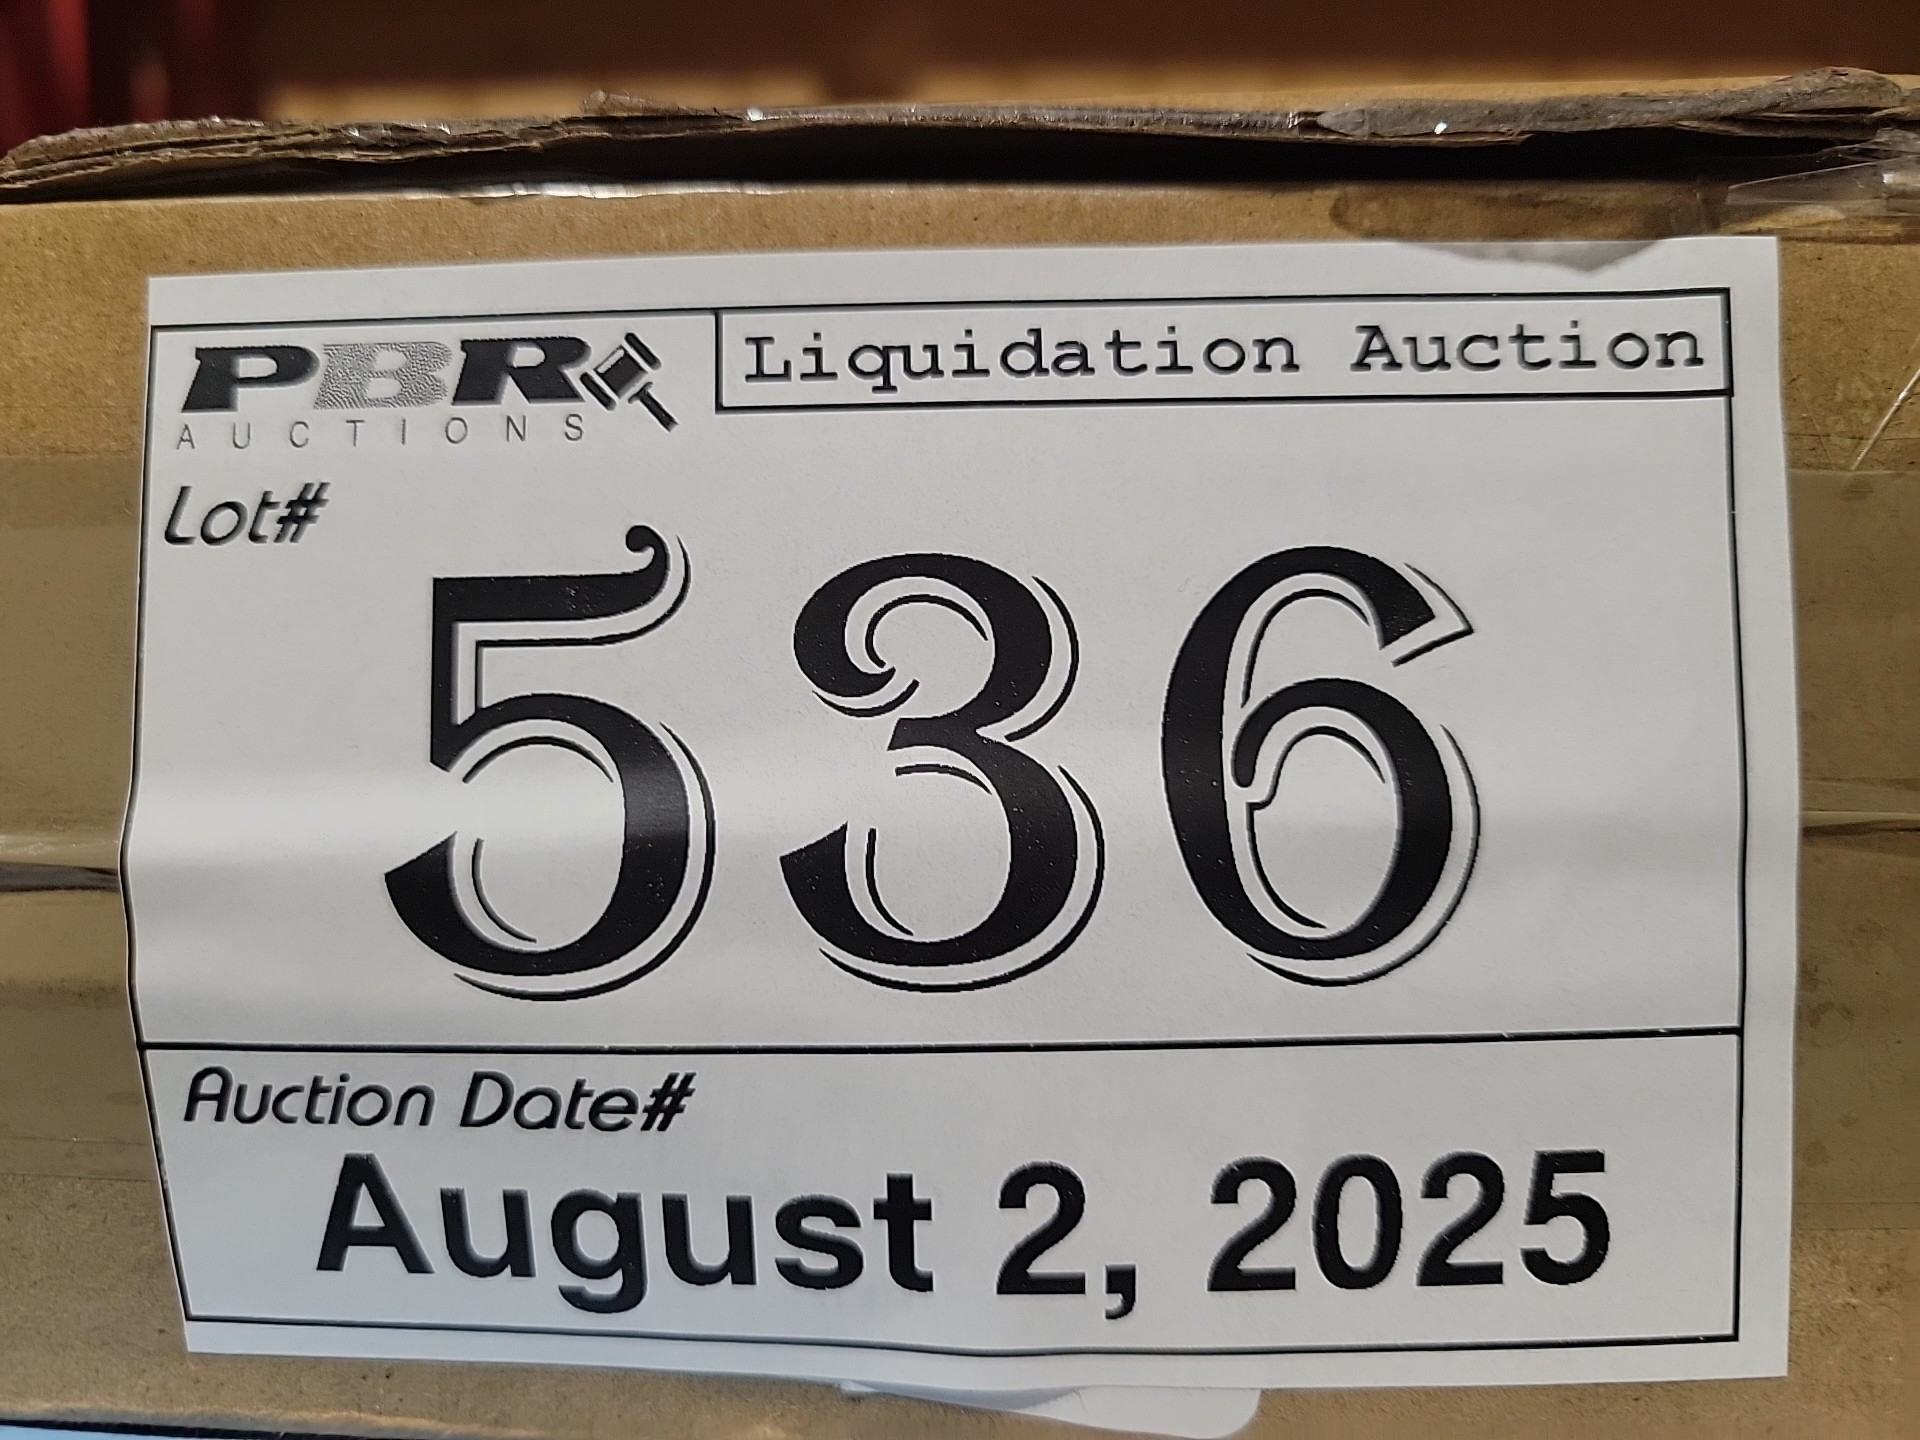 PBR
AUCTIONS
Liquidation Auction
Lot#
536
Auction Date#
August 2, 2025